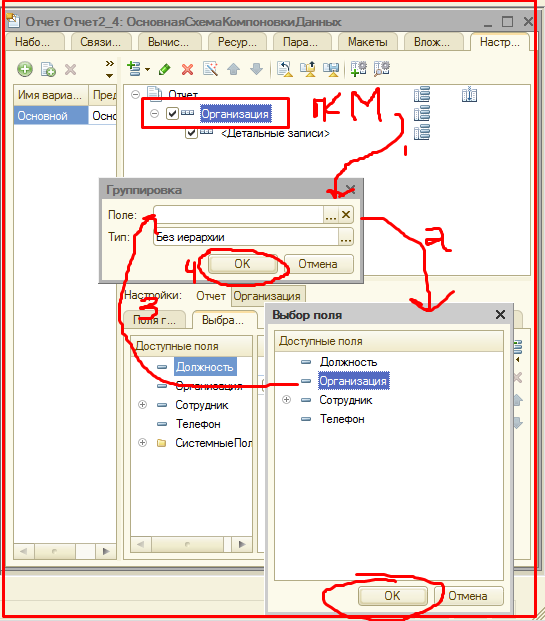 Отчет Отчет2_4: ОсновнаяСхемаКомпоновкиДанных
Набо... Связи... Вычис... Ресур... Пара... Макеты Влож... Настр...
Имя вариа... Пред
Основной Осно
Отчет
Организация
<Детальные записи>
ПКМ
1
Группировка
Поле: ...
Тип: Без иерархии ...
OK Отмена
2
3
4
Настройки: Отчет Организация
Поля г... Выбра...
Доступные поля
Должность
Организация
Сотрудник
Телефон
СистемныеПол
Выбор поля
Доступные поля
Должность
Организация
Сотрудник
Телефон
OK Отмена